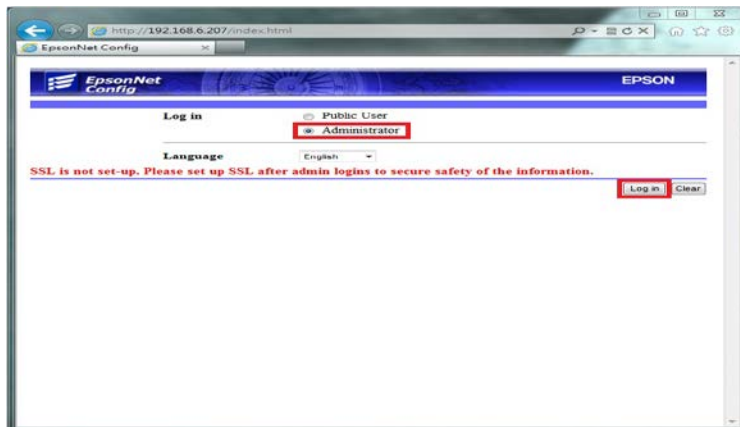 http://192.168.6.207/index.html
EpsonNet Config
EpsonNet
Config
EPSON
Log in
Public User
Administrator
Language
English
SSL is not set-up. Please set up SSL after admin logins to secure safety of the information.
Log in
Clear